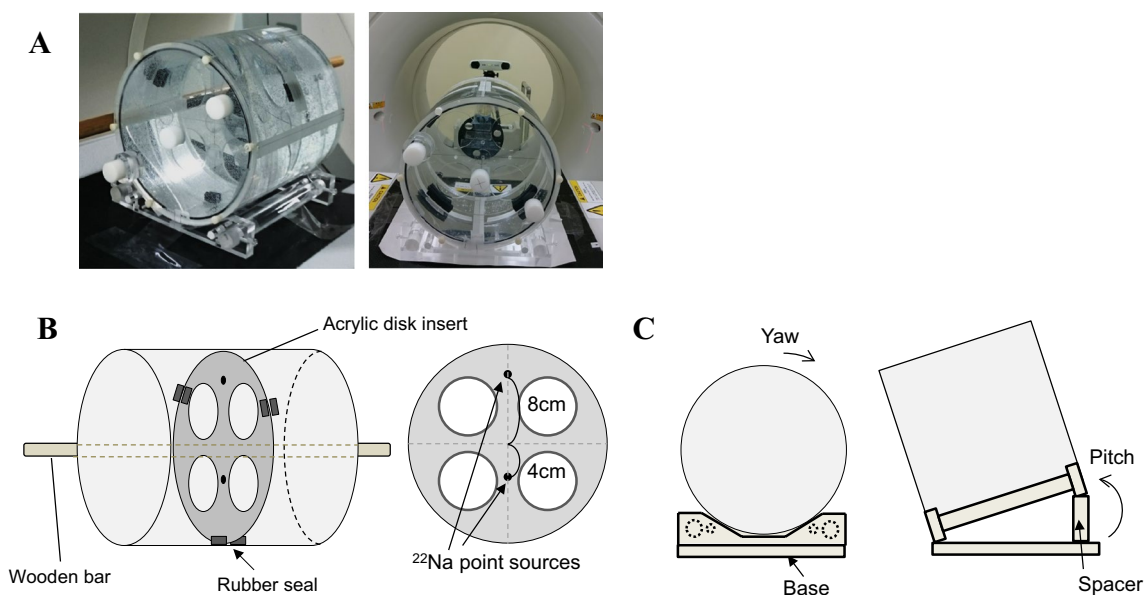 A
B
Acrylic disk insert
8cm
4cm
²²Na point sources
Wooden bar
Rubber seal
C
Yaw
Pitch
Base
Spacer